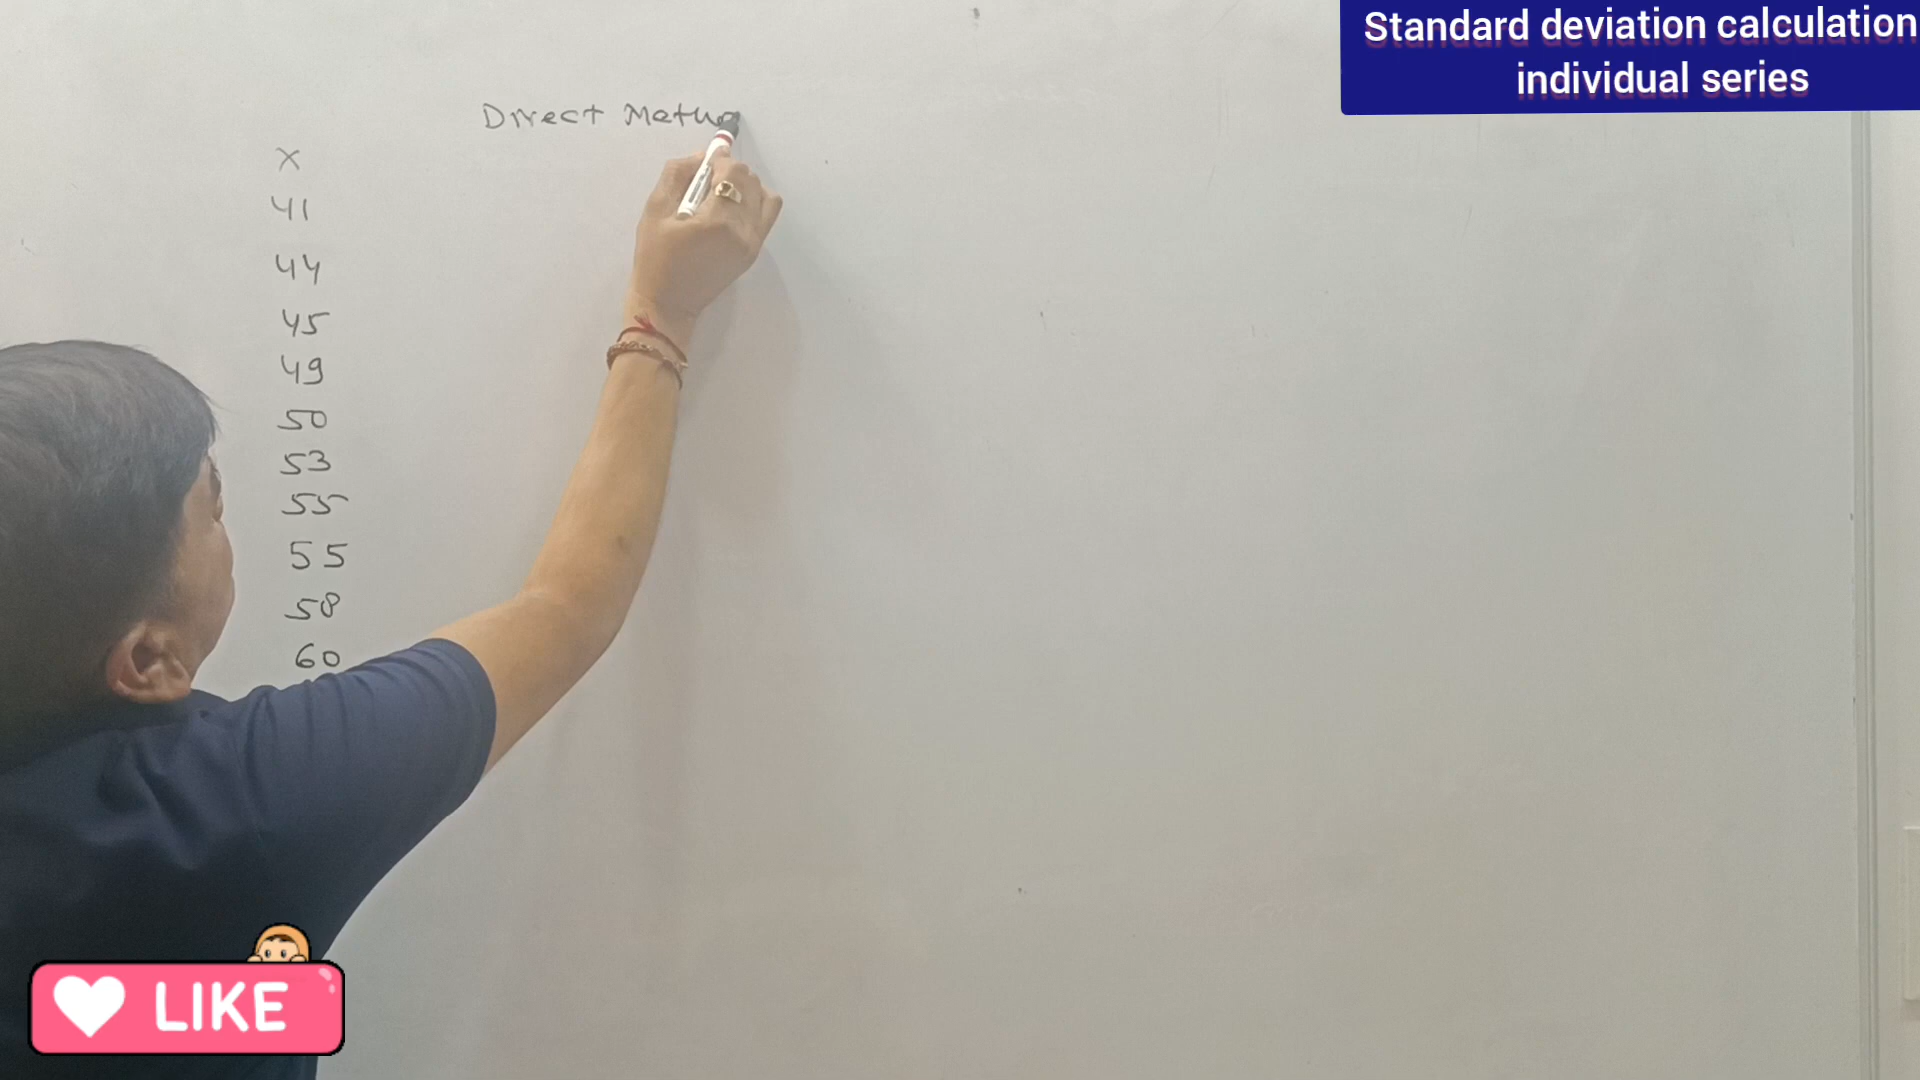 Standard deviation calculation
individual series
Direct Metho
X
41
44
45
49
50
53
55
55
58
60
LIKE